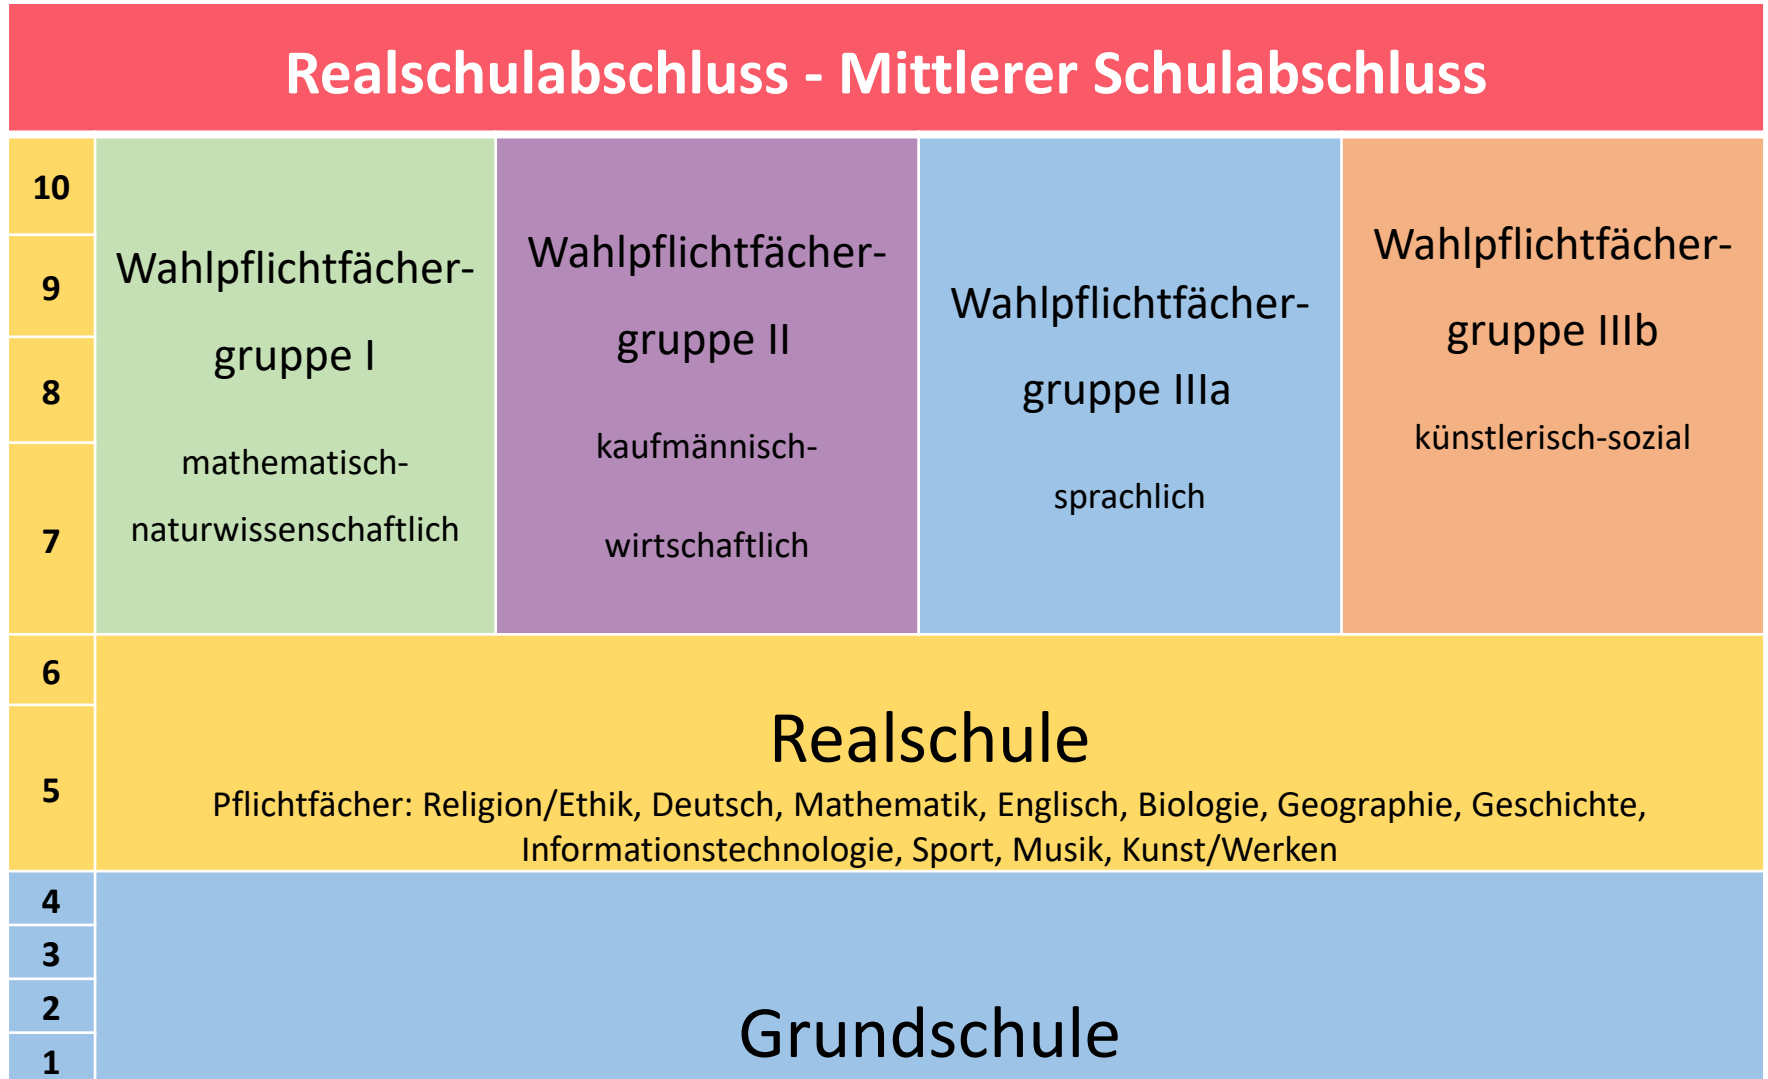 Realschulabschluss - Mittlerer Schulabschluss
10
9
8
7
Wahlpflichtfächer-
gruppe I
mathematisch-
naturwissenschaftlich
Wahlpflichtfächer-
gruppe II
kaufmännisch-
wirtschaftlich
Wahlpflichtfächer-
gruppe IIIa
sprachlich
Wahlpflichtfächer-
gruppe IIIb
künstlerisch-sozial
6
5
Realschule
Pflichtfächer: Religion/Ethik, Deutsch, Mathematik, Englisch, Biologie, Geographie, Geschichte,
Informationstechnologie, Sport, Musik, Kunst/Werken
4
3
2
1
Grundschule